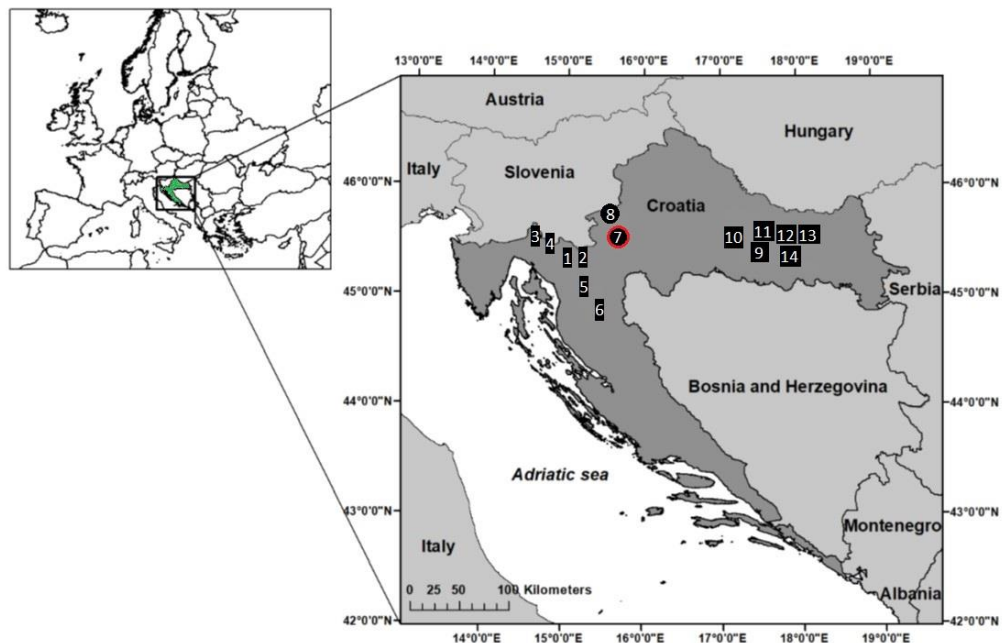 13°0'0"E 14°0'0"E 15°0'0"E 16°0'0"E 17°0'0"E 18°0'0"E 19°0'0"E
Austria
Hungary
Italy
Slovenia
46°0'0"N
46°0'0"N
Croatia
8
7
3
4
1
2
5
6
10
11
12
13
9
14
45°0'0"N
45°0'0"N
Serbia
Bosnia and Herzegovina
44°0'0"N
44°0'0"N
Adriatic sea
43°0'0"N
43°0'0"N
Montenegro
Italy
0 25 50 100 Kilometers
Albania
42°0'0"N
42°0'0"N
14°0'0"E 15°0'0"E 16°0'0"E 17°0'0"E 18°0'0"E